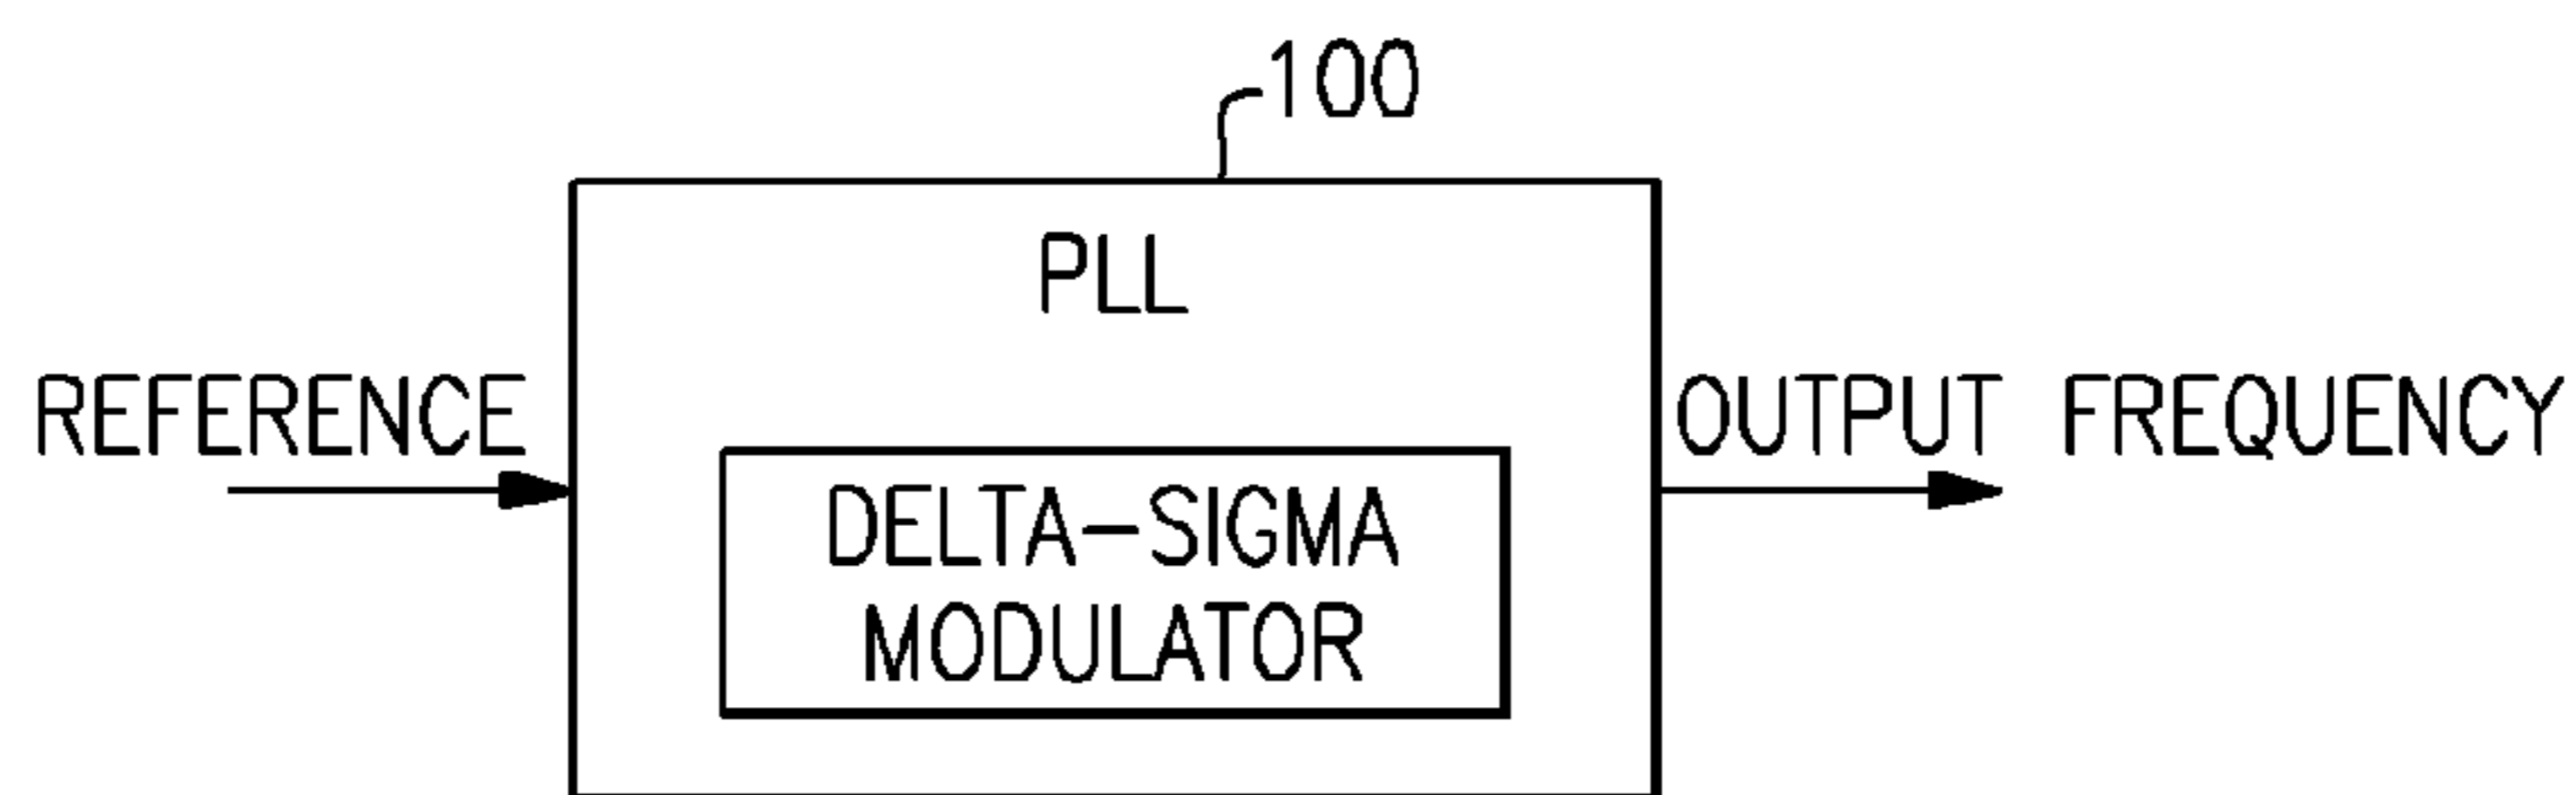 100
PLL
REFERENCE
OUTPUT FREQUENCY
DELTA-SIGMA
MODULATOR